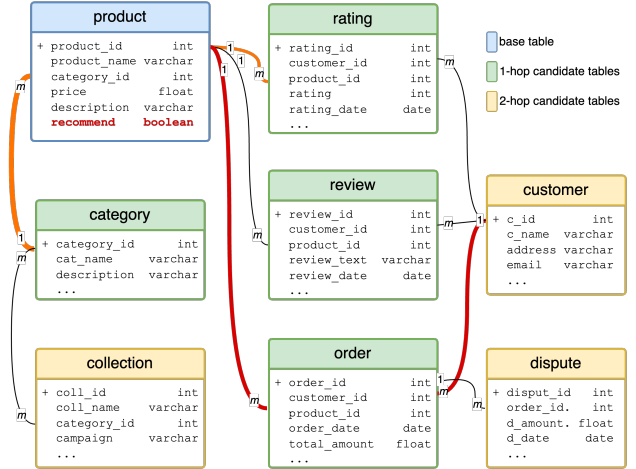 product
+ product_id int
product_name varchar
category_id int
price float
description varchar
recommend boolean
rating
+ rating_id int
customer_id int
product_id int
rating int
rating_date date
...
base table
1-hop candidate tables
2-hop candidate tables
category
+ category_id int
cat_name varchar
description varchar
...
review
+ review_id int
customer_id int
product_id int
review_text varchar
review_date date
...
customer
+ c_id int
c_name varchar
address varchar
email varchar
...
collection
+ coll_id int
coll_name varchar
category_id int
campaign varchar
...
order
+ order_id int
customer_id int
product_id int
order_date date
total_amount float
...
dispute
+ disput_id int
order_id. int
d_amount. float
d_date date
...
1
1
1
m
m
m
1
m
m
m
m
1
m
1
m
m